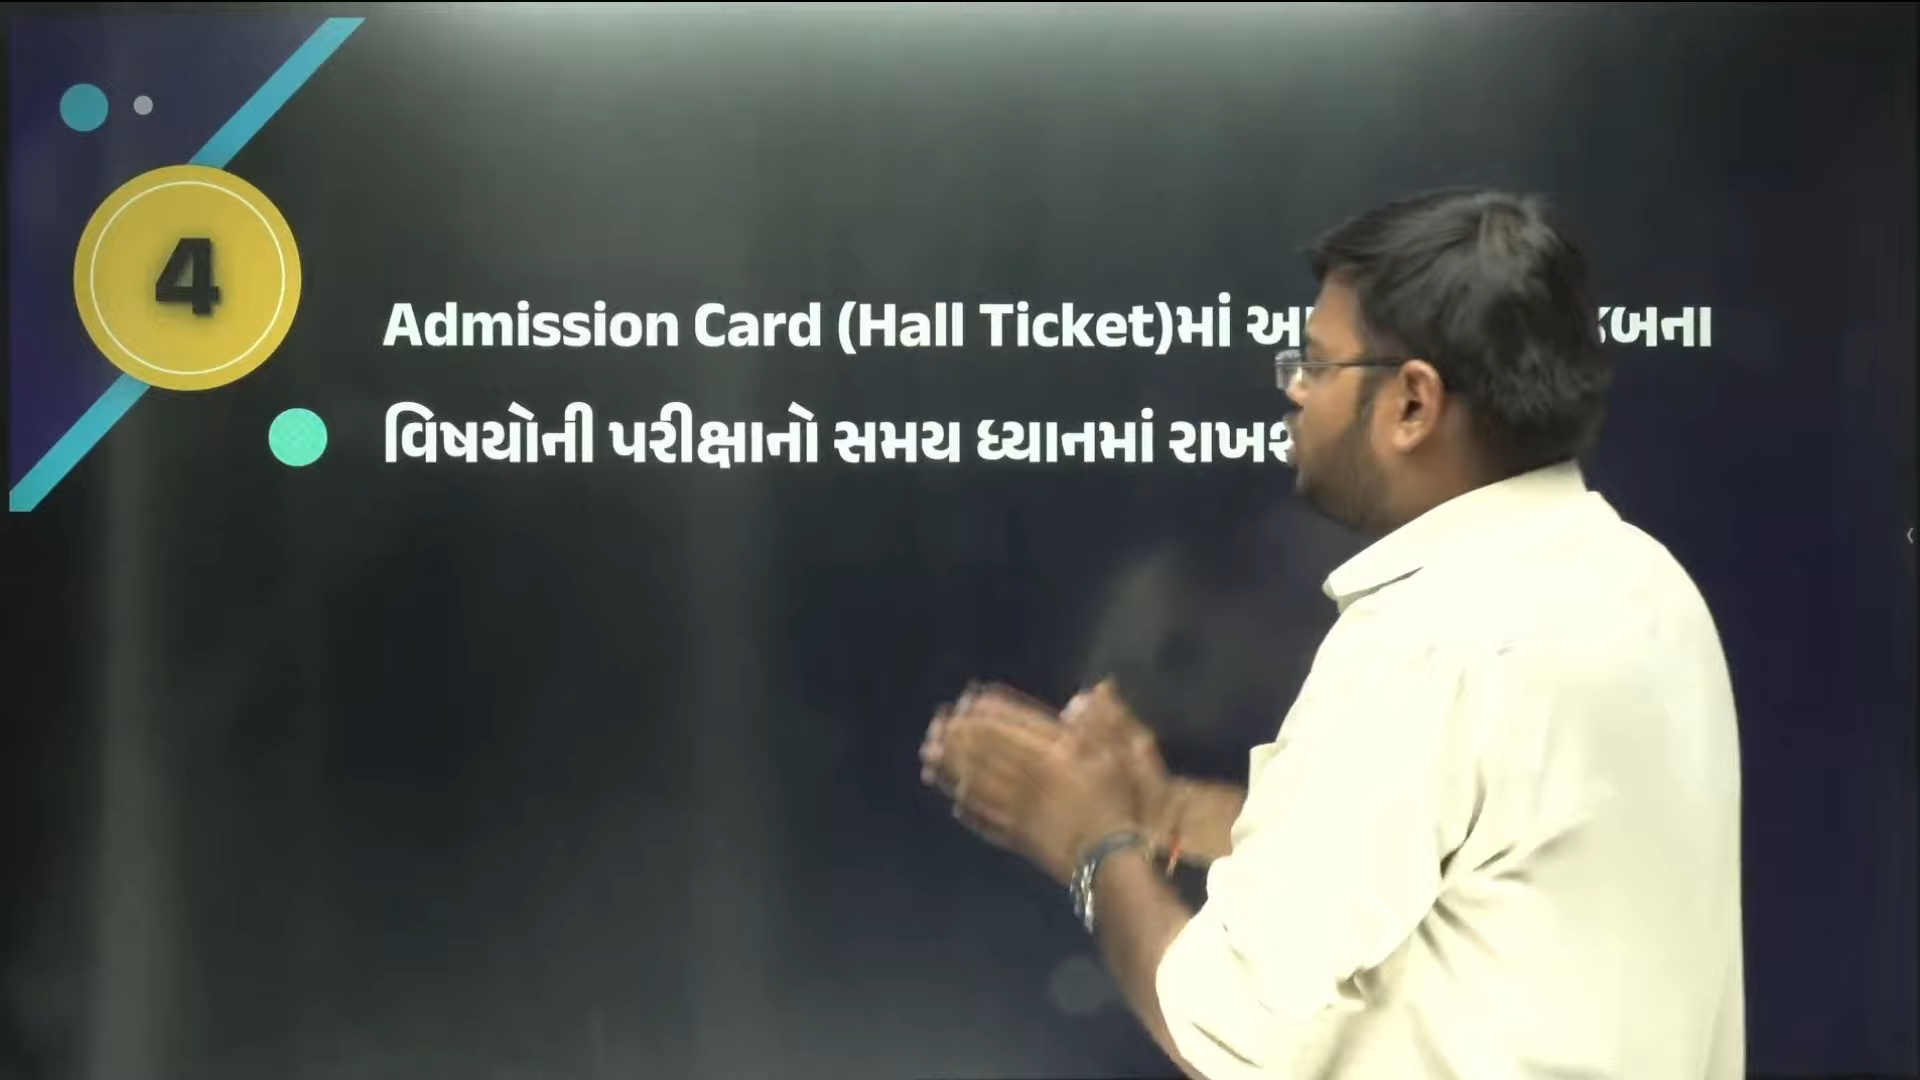 4
Admission Card (Hall Ticket)માં
વિષયોની પરીક્ષાનો સમય ધ્યાનમાં